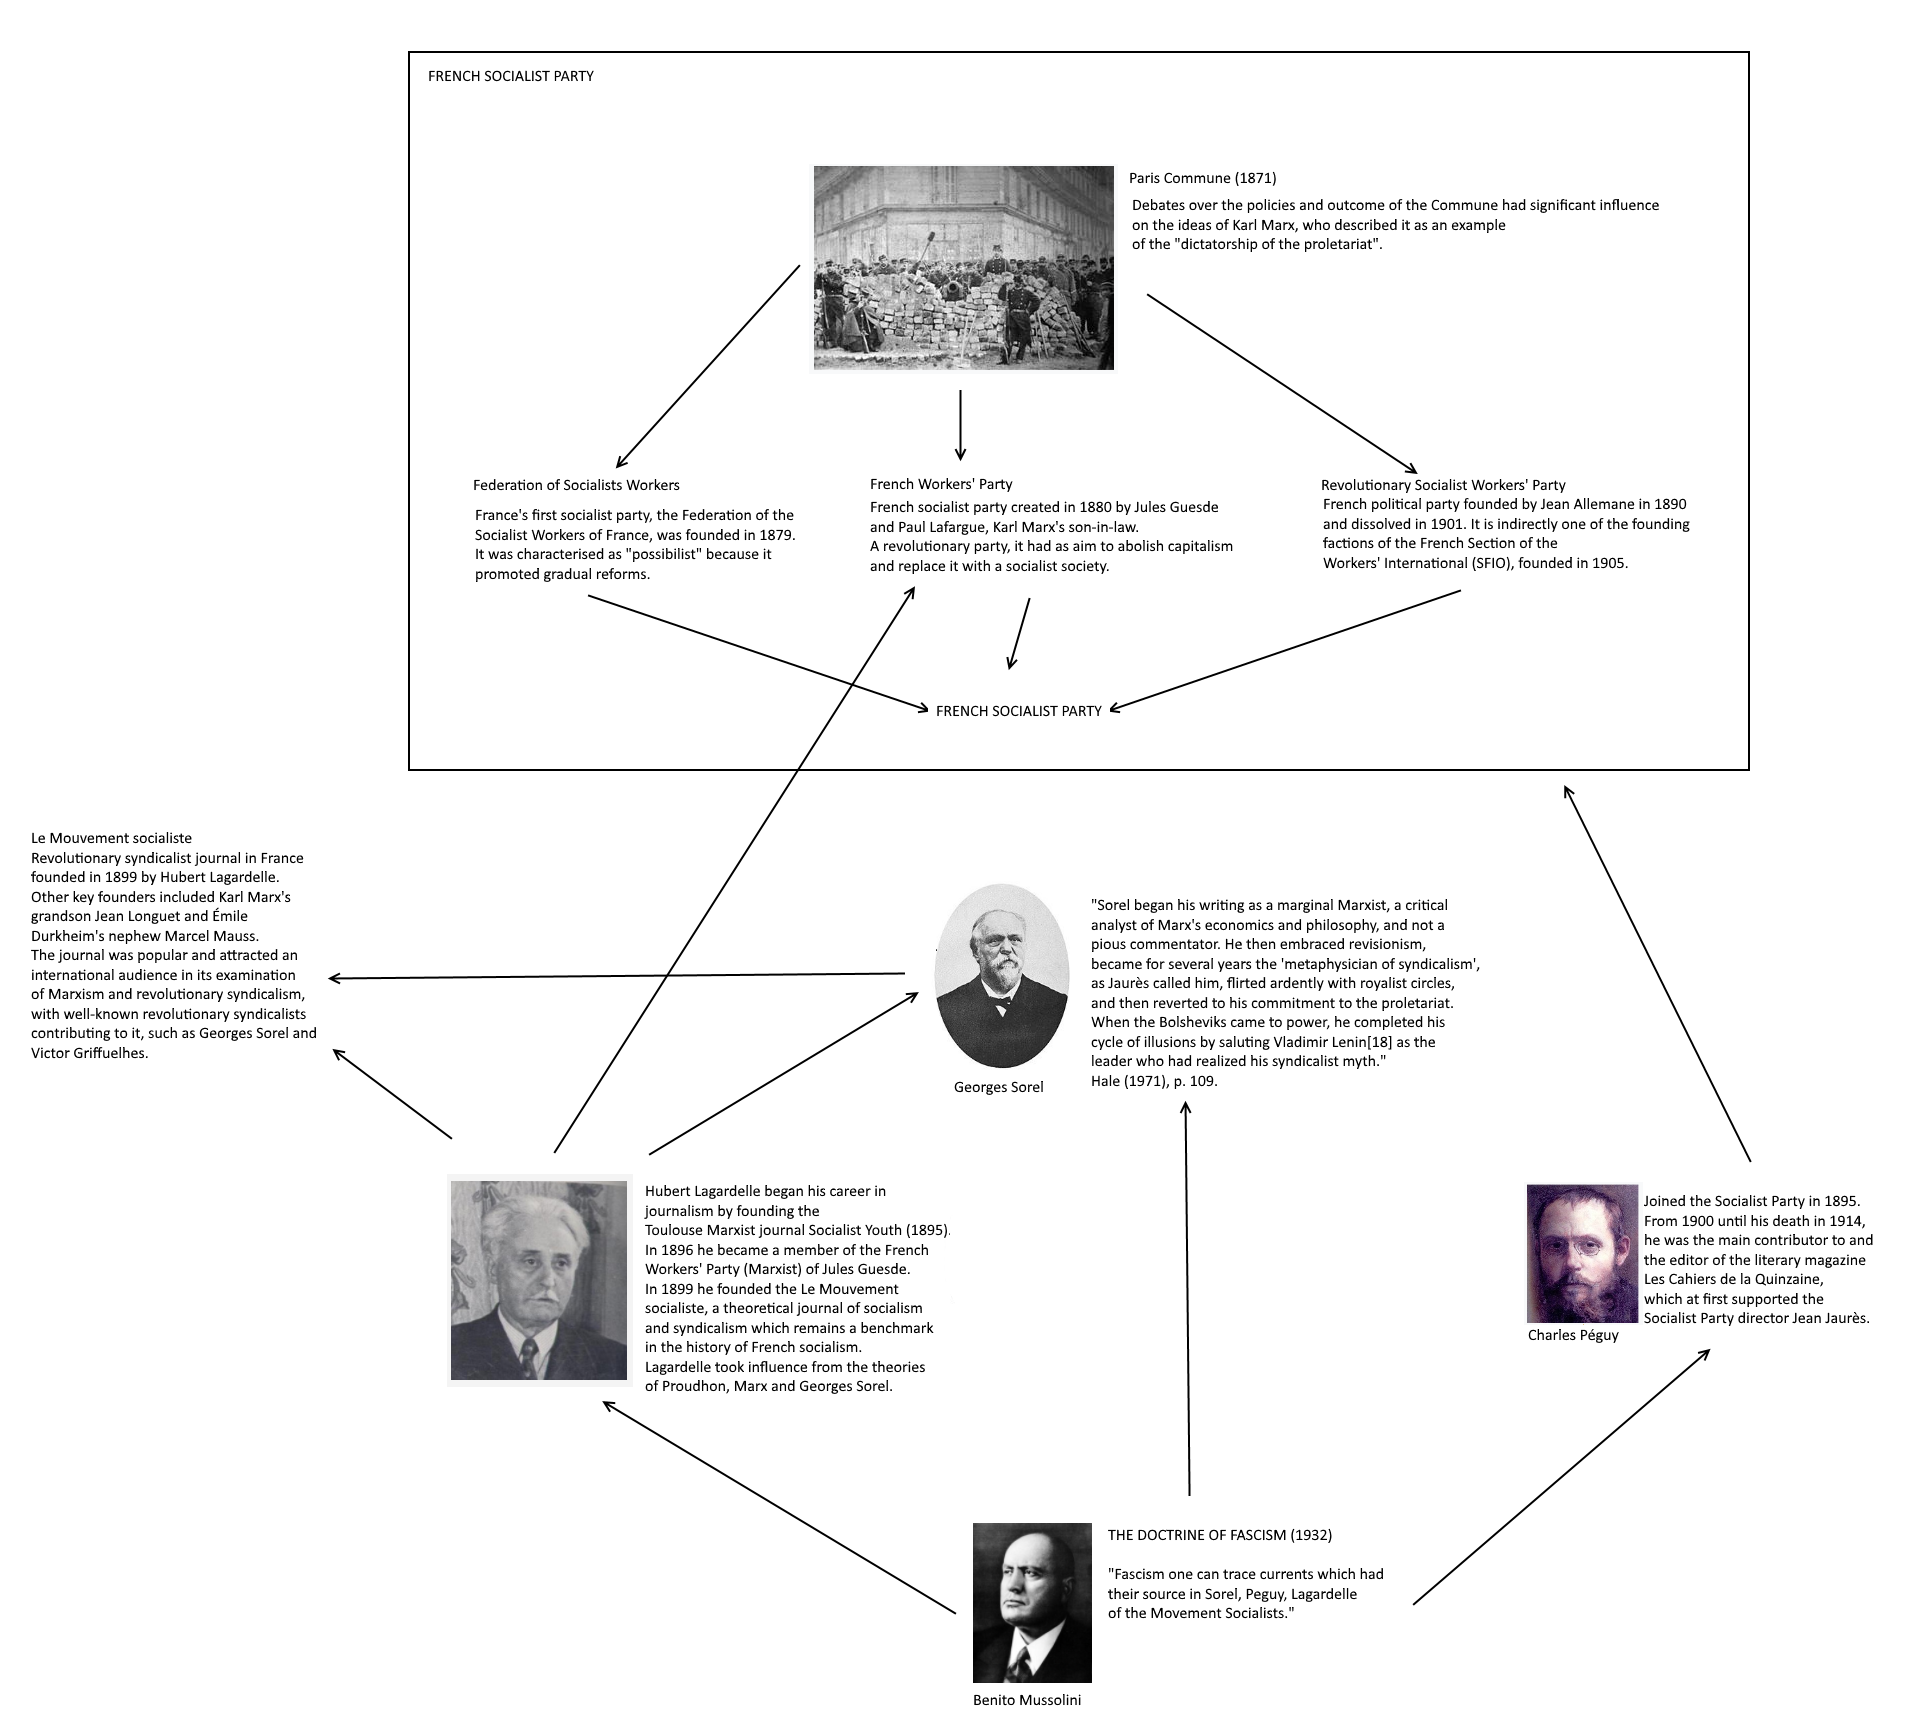 FRENCH SOCIALIST PARTY
Paris Commune (1871)
Debates over the policies and outcome of the Commune had significant influence
on the ideas of Karl Marx, who described it as an example
of the "dictatorship of the proletariat".
Federation of Socialists Workers
France's first socialist party, the Federation of the
Socialist Workers of France, was founded in 1879.
It was characterised as "possibilist" because it
promoted gradual reforms.
French Workers' Party
French socialist party created in 1880 by Jules Guesde
and Paul Lafargue, Karl Marx's son-in-law.
A revolutionary party, it had as aim to abolish capitalism
and replace it with a socialist society.
Revolutionary Socialist Workers' Party
French political party founded by Jean Allemane in 1890
and dissolved in 1901. It is indirectly one of the founding
factions of the French Section of the
Workers' International (SFIO), founded in 1905.
FRENCH SOCIALIST PARTY
Le Mouvement socialiste
Revolutionary syndicalist journal in France
founded in 1899 by Hubert Lagardelle.
Other key founders included Karl Marx's
grandson Jean Longuet and Émile
Durkheim's nephew Marcel Mauss.
The journal was popular and attracted an
international audience in its examination
of Marxism and revolutionary syndicalism,
with well-known revolutionary syndicalists
contributing to it, such as Georges Sorel and
Victor Griffuelhes.
Georges Sorel
"Sorel began his writing as a marginal Marxist, a critical
analyst of Marx's economics and philosophy, and not a
pious commentator. He then embraced revisionism,
became for several years the 'metaphysician of syndicalism',
as Jaurès called him, flirted ardently with royalist circles,
and then reverted to his commitment to the proletariat.
When the Bolsheviks came to power, he completed his
cycle of illusions by saluting Vladimir Lenin[18] as the
leader who had realized his syndicalist myth."
Hale (1971), p. 109.
Hubert Lagardelle began his career in
journalism by founding the
Toulouse Marxist journal Socialist Youth (1895).
In 1896 he became a member of the French
Workers' Party (Marxist) of Jules Guesde.
In 1899 he founded the Le Mouvement
socialiste, a theoretical journal of socialism
and syndicalism which remains a benchmark
in the history of French socialism.
Lagardelle took influence from the theories
of Proudhon, Marx and Georges Sorel.
Joined the Socialist Party in 1895.
From 1900 until his death in 1914,
he was the main contributor to and
the editor of the literary magazine
Les Cahiers de la Quinzaine,
which at first supported the
Socialist Party director Jean Jaurès.
Charles Péguy
THE DOCTRINE OF FASCISM (1932)
"Fascism one can trace currents which had
their source in Sorel, Peguy, Lagardelle
of the Movement Socialists."
Benito Mussolini